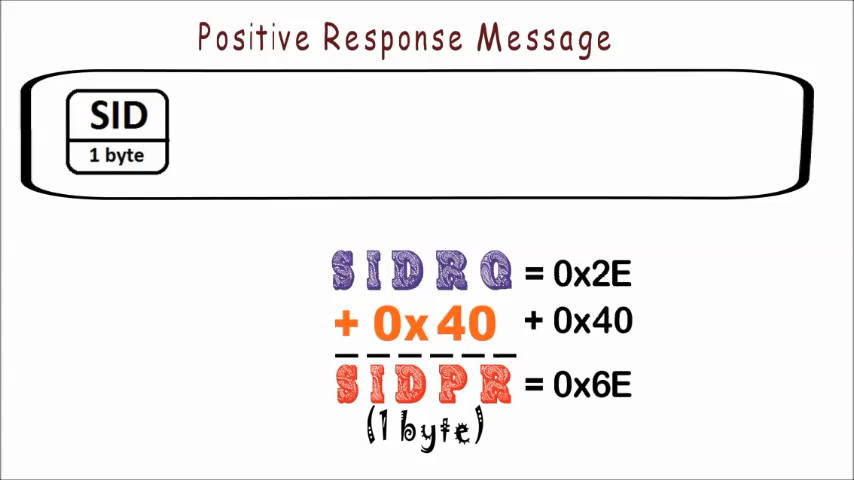 Positive Response Message
SID
1 byte
SIDRQ = 0x2E
+ 0x40 + 0x40
SIDPR = 0x6E
(1 byte)